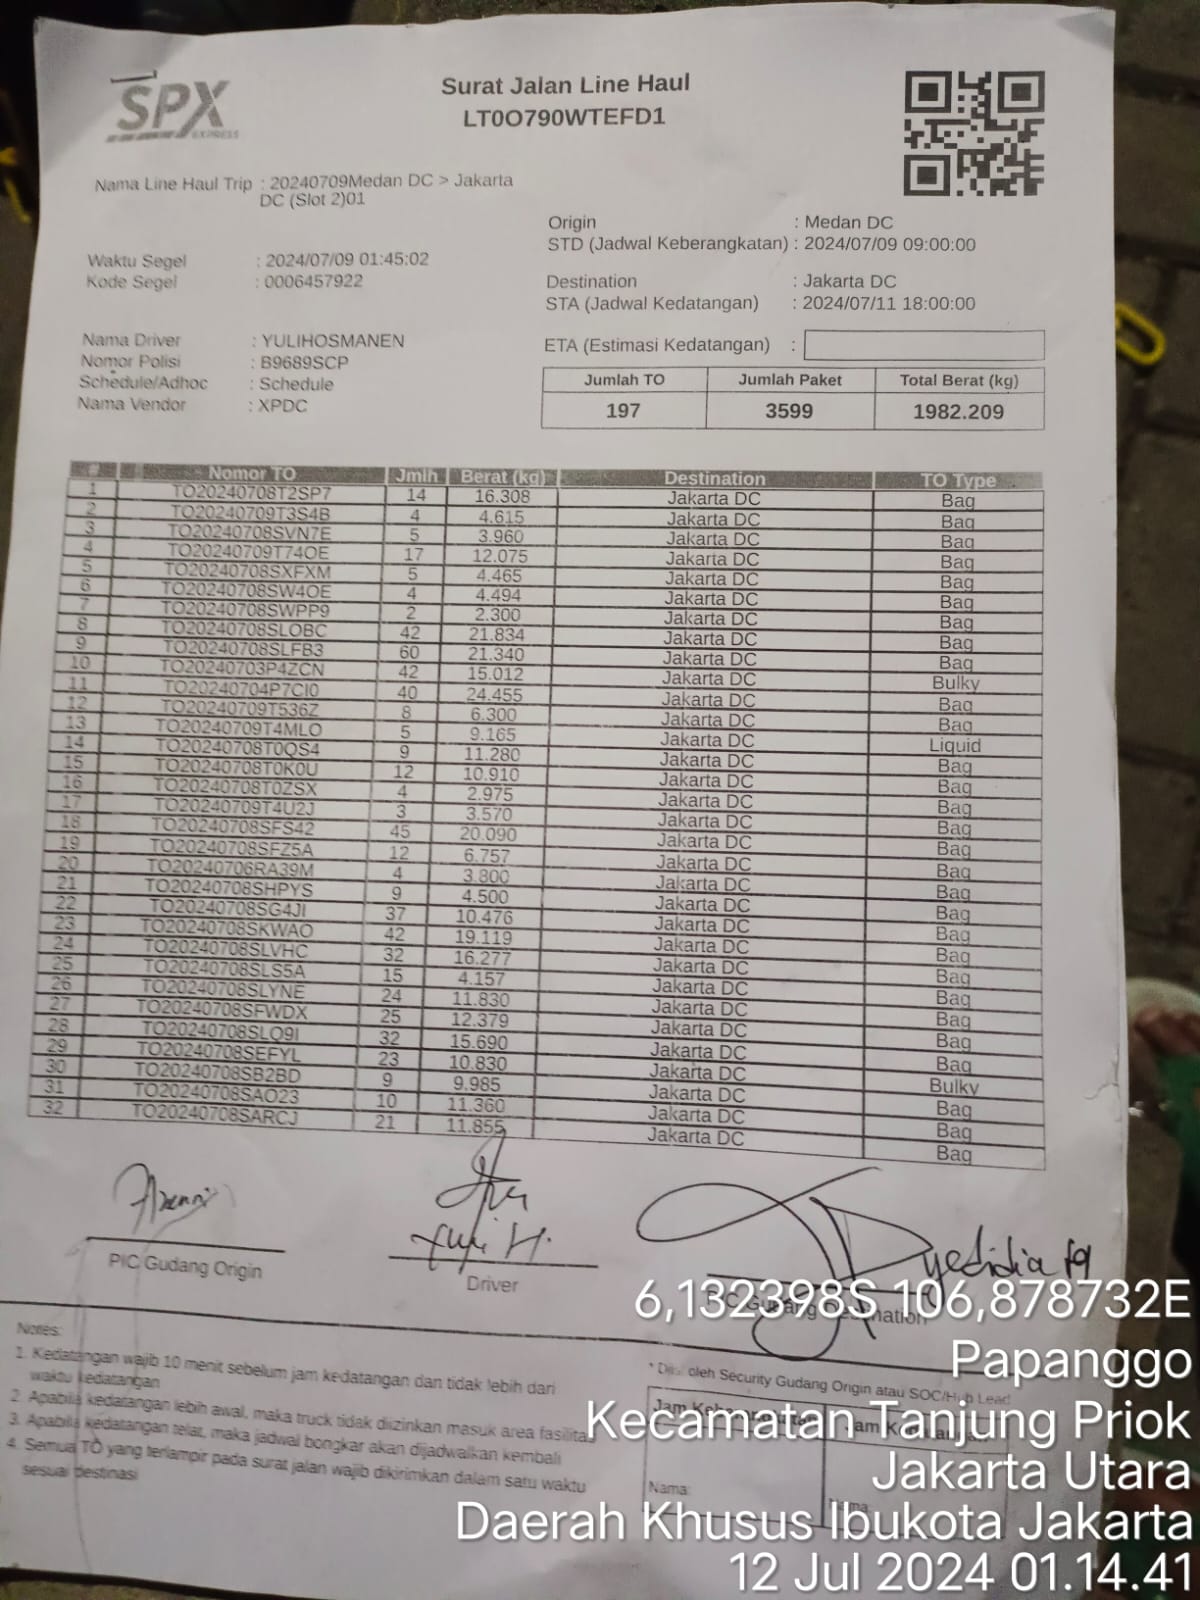 SPX
EXPRESS
Surat Jalan Line Haul
LT0O790WTEFD1
Nama Line Haul Trip : 20240709Medan DC > Jakarta
DC (Slot 2)01
Origin : Medan DC
STD (Jadwal Keberangkatan) : 2024/07/09 09:00:00
Waktu Segel : 2024/07/09 01:45:02
Kode Segel : 0006457922
Destination : Jakarta DC
STA (Jadwal Kedatangan) : 2024/07/11 18:00:00
Nama Driver : YULIHOSMANEN
Nomor Polisi : B9689SCP
Schedule/Adhoc : Schedule
Nama Vendor : XPDC
ETA (Estimasi Kedatangan) :
Jumlah TO Jumlah Paket Total Berat (kg)
197 3599 1982.209
# Nomor TO Jmlh Berat (kg) Destination TO Type
1 TO20240708T2SP7 14 16.308 Jakarta DC Bag
2 TO20240709T3S4B 4 4.615 Jakarta DC Bag
3 TO20240708SVN7E 5 3.960 Jakarta DC Bag
4 TO20240709T74OE 17 12.075 Jakarta DC Bag
5 TO20240708SXFXM 5 4.465 Jakarta DC Bag
6 TO20240708SW4OE 4 4.494 Jakarta DC Bag
7 TO20240708SWPP9 2 2.300 Jakarta DC Bag
8 TO20240708SLOBC 42 21.834 Jakarta DC Bag
9 TO20240708SLFB3 60 21.340 Jakarta DC Bag
10 TO20240703P4ZCN 42 15.012 Jakarta DC Bulky
11 TO20240704P7CI0 40 24.455 Jakarta DC Bag
12 TO20240709T536Z 8 6.300 Jakarta DC Bag
13 TO20240709T4MLO 5 9.165 Jakarta DC Liquid
14 TO20240708T0QS4 9 11.280 Jakarta DC Bag
15 TO20240708T0K0U 12 10.910 Jakarta DC Bag
16 TO20240708T0ZSX 4 2.975 Jakarta DC Bag
17 TO20240709T4U2J 3 3.570 Jakarta DC Bag
18 TO20240708SFS42 45 20.090 Jakarta DC Bag
19 TO20240708SFZ5A 12 6.757 Jakarta DC Bag
20 TO20240706RA39M 4 3.800 Jakarta DC Bag
21 TO20240708SHPYS 9 4.500 Jakarta DC Bag
22 TO20240708SG4JI 37 10.476 Jakarta DC Bag
23 TO20240708SKWAO 42 19.119 Jakarta DC Bag
24 TO20240708SLVHC 32 16.277 Jakarta DC Bag
25 TO20240708SLS5A 15 4.157 Jakarta DC Bag
26 TO20240708SLYNE 24 11.830 Jakarta DC Bag
27 TO20240708SFWDX 25 12.379 Jakarta DC Bag
28 TO20240708SLQ9I 32 15.690 Jakarta DC Bag
29 TO20240708SEFYL 23 10.830 Jakarta DC Bulky
30 TO20240708SB2BD 9 9.985 Jakarta DC Bag
31 TO20240708SAO23 10 11.360 Jakarta DC Bag
32 TO20240708SARCJ 21 11.855 Jakarta DC Bag
Yuli H.
PIC Gudang Origin
Driver
PIC Gudang Destination
6,132398S 106,878732E
Papanggo
Kecamatan Tanjung Priok
Jakarta Utara
Daerah Khusus Ibukota Jakarta
12 Jul 2024 01.14.41
Notes:
1. Kedatangan wajib 10 menit sebelum jam kedatangan dan tidak lebih dari
waktu kedatangan
2. Apabila kedatangan lebih awal, maka truck tidak diizinkan masuk area fasilitas
3. Apabila kedatangan telat, maka jadwal bongkar akan dijadwalkan kembali
4. Semua TO yang terlampir pada surat jalan wajib dikirimkan dalam satu waktu
sesuai destinasi
* Diisi oleh Security Gudang Origin atau SOC/Hub Lead
Nama:
Nama